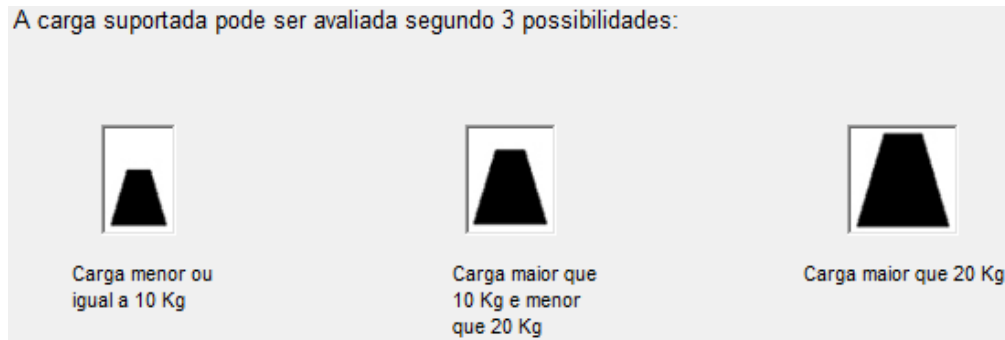 A carga suportada pode ser avaliada segundo 3 possibilidades:
Carga menor ou
igual a 10 Kg
Carga maior que
10 Kg e menor
que 20 Kg
Carga maior que 20 Kg